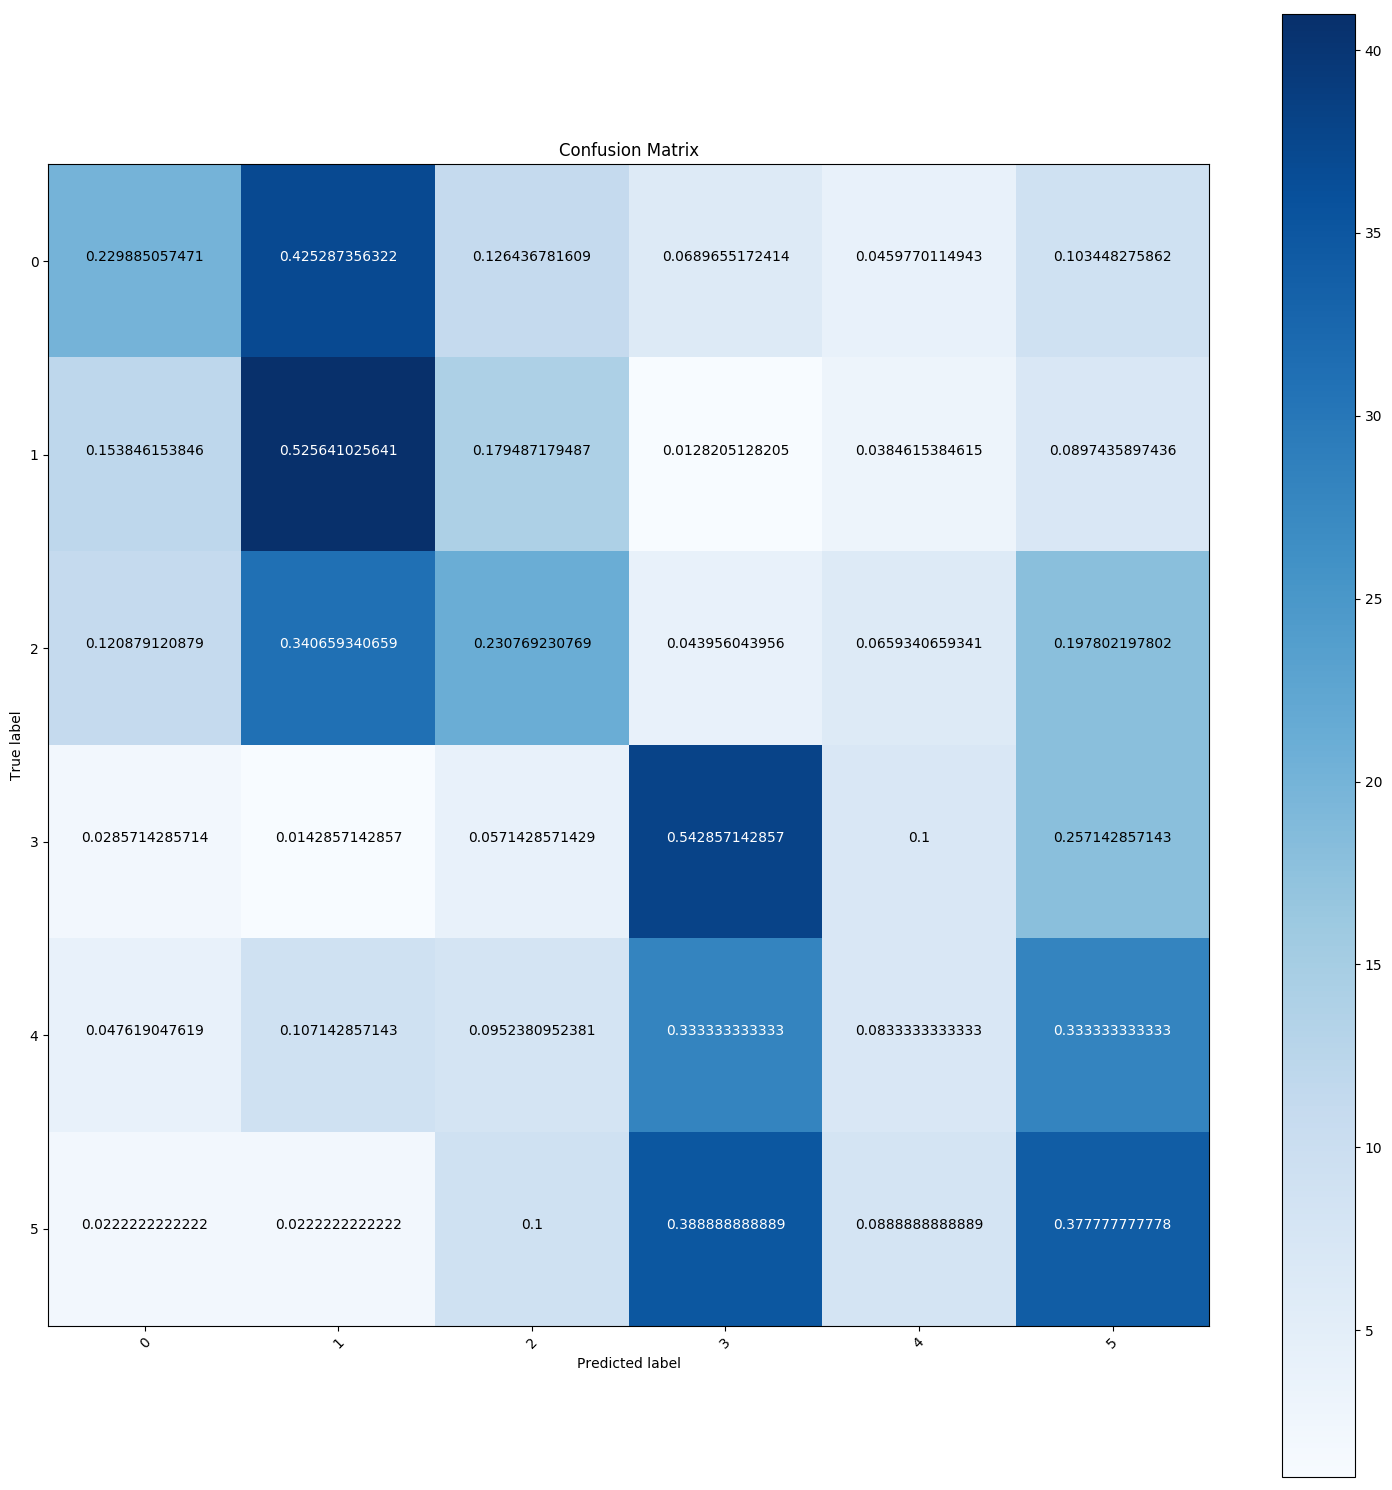 Confusion Matrix
0 0.229885057471 0.425287356322 0.126436781609 0.0689655172414 0.0459770114943 0.103448275862
1 0.153846153846 0.525641025641 0.179487179487 0.0128205128205 0.0384615384615 0.0897435897436
2 0.120879120879 0.340659340659 0.230769230769 0.043956043956 0.0659340659341 0.197802197802
3 0.0285714285714 0.0142857142857 0.0571428571429 0.542857142857 0.1 0.257142857143
4 0.047619047619 0.107142857143 0.0952380952381 0.333333333333 0.0833333333333 0.333333333333
5 0.0222222222222 0.0222222222222 0.1 0.388888888889 0.0888888888889 0.377777777778
True label
0 1 2 3 4 5
Predicted label
40
35
30
25
20
15
10
5